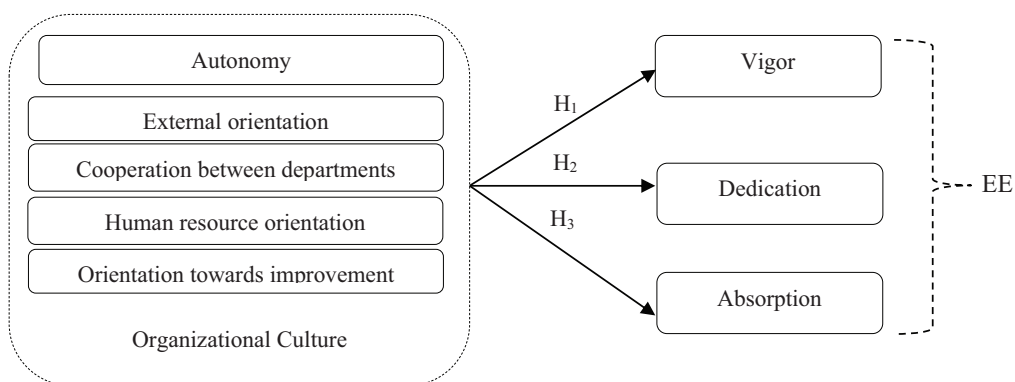 Autonomy
External orientation
Cooperation between departments
Human resource orientation
Orientation towards improvement
Organizational Culture
H₁
H₂
H₃
Vigor
Dedication
Absorption
EE